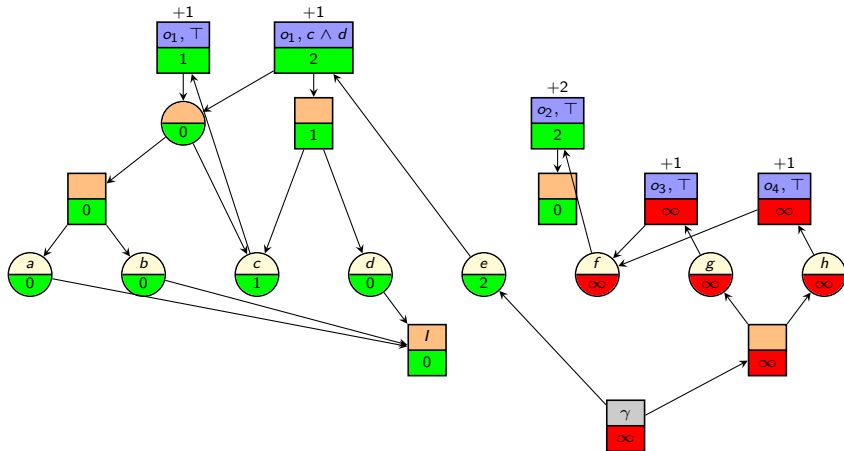 +1 +1
o₁, ⊤ o₁, c ∧ d
1 2
+2
o₂, ⊤
0 1 2
+1 +1
o₃, ⊤ o₄, ⊤
0 0 ∞ ∞
a b c d e f g h
0 0 1 0 2 ∞ ∞ ∞
I
0 ∞
γ
∞